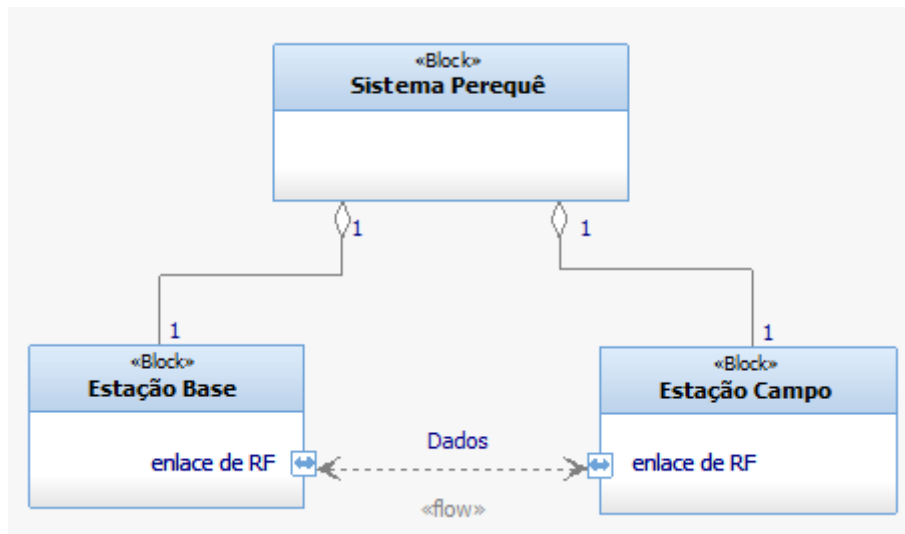 «Block»
Sistema Perequê
1
1
1
1
«Block»
Estação Base
«Block»
Estação Campo
enlace de RF
Dados
enlace de RF
«flow»